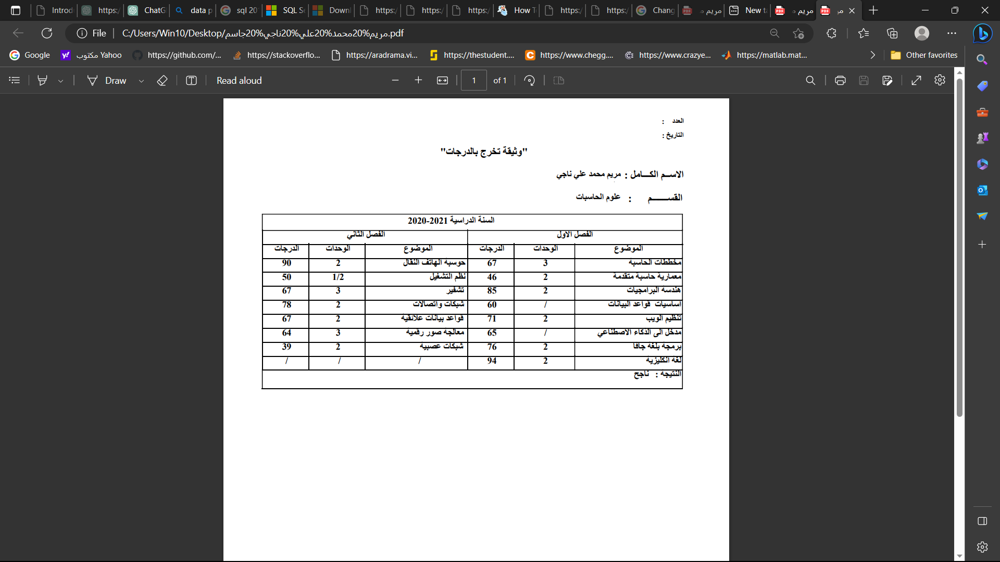 Introd
https:/
ChatG
data p
sql 20
SQL Se
Downl
https:/
https:/
https:/
How T
https:/
https:/
Chang
مريم م
New ta
مريم م
مر
File
C:/Users/Win10/Desktop/مريم%20محمد%20علي%20ناجي%20جاسم.pdf
Google
Yahoo مكتوب
https://github.com/...
https://stackoverflo...
https://aradrama.vi...
https://thestudent....
https://www.chegg....
https://www.crazye...
https://matlab.mat...
Other favorites
Draw
Read aloud
1 of 1
العدد :
التاريخ :
"وثيقة تخرج بالدرجات"
الاســم الكــــامل : مريم محمد علي ناجي
القســــــــم : علوم الحاسبات
السنة الدراسية 2021-2020
الفصل الاول الفصل الثاني
الموضوع الوحدات الدرجات الموضوع الوحدات الدرجات
مخططات الحاسبة 3 67 حوسبة الهاتف النقال 2 90
معمارية حاسبة متقدمة 2 46 نظم التشغيل 1/2 50
هندسة البرامجيات 2 85 تشفير 3 67
اساسيات قواعد البيانات / 60 شبكات واتصالات 2 78
تنظيم الويب 2 71 قواعد بيانات علائقية 2 67
مدخل الى الذكاء الاصطناعي / 65 معالجة صور رقمية 3 64
برمجة بلغة جافا 2 76 شبكات عصبية 2 39
لغة انكليزية 2 94 / / /
النتيجة : ناجح